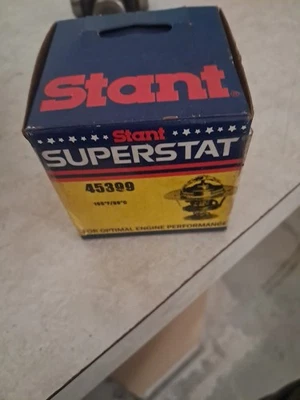 Stant
Stant
SUPERSTAT
45399
FOR OPTIMAL ENGINE PERFORMANCE